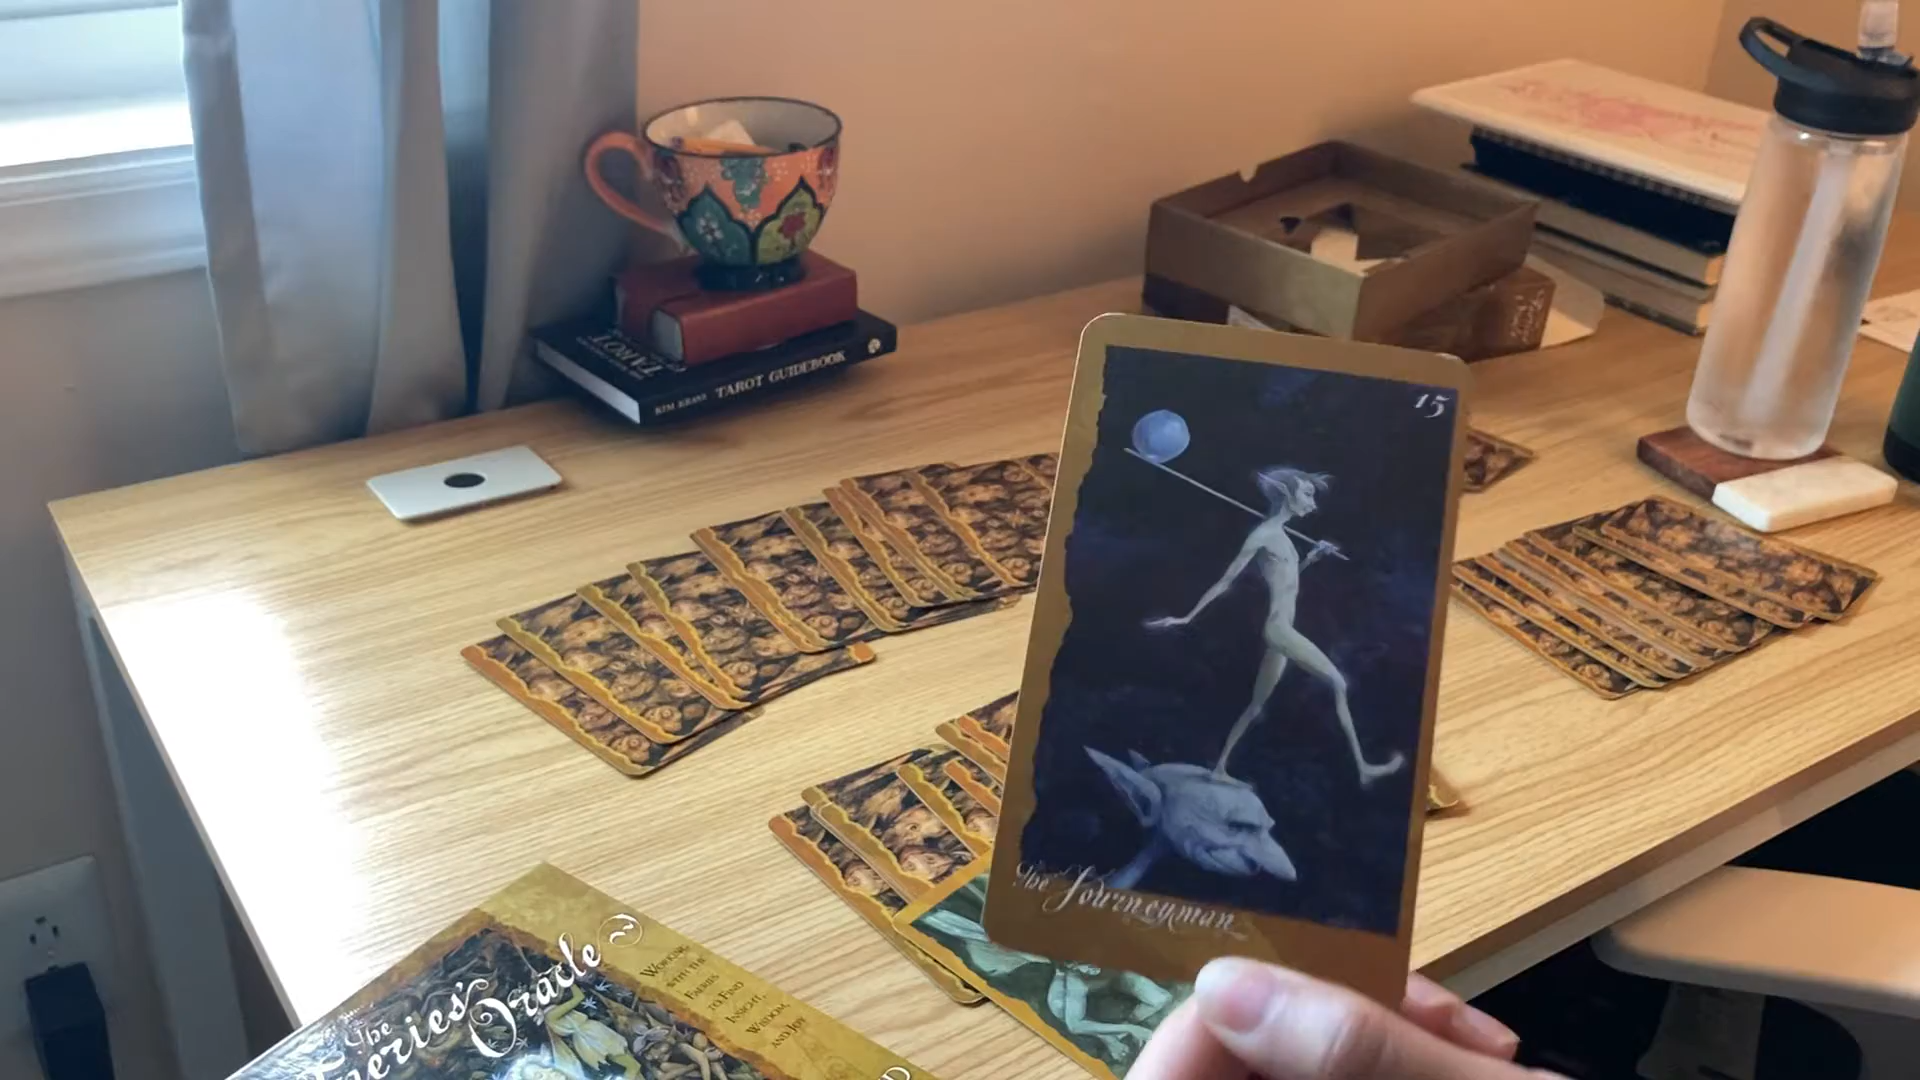 TAROT
KIM KRANS TAROT GUIDEBOOK
15
The Journeyman
The
Faeries'
Oracle
WORKING
WITH THE
FAERIES
TO FIND
INSIGHT,
WISDOM,
AND JOY